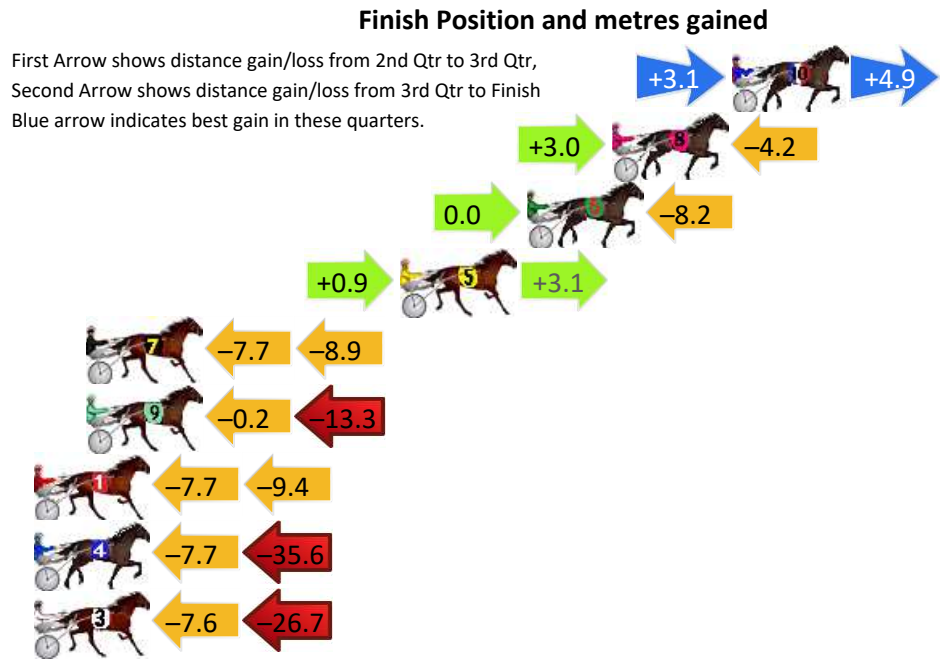 Finish Position and metres gained
First Arrow shows distance gain/loss from 2nd Qtr to 3rd Qtr,
Second Arrow shows distance gain/loss from 3rd Qtr to Finish
Blue arrow indicates best gain in these quarters.
+3.1 10 +4.9
+3.0 8 –4.2
0.0 6 –8.2
+0.9 5 +3.1
7 –7.7 –8.9
9 –0.2 –13.3
1 –7.7 –9.4
4 –7.7 –35.6
3 –7.6 –26.7